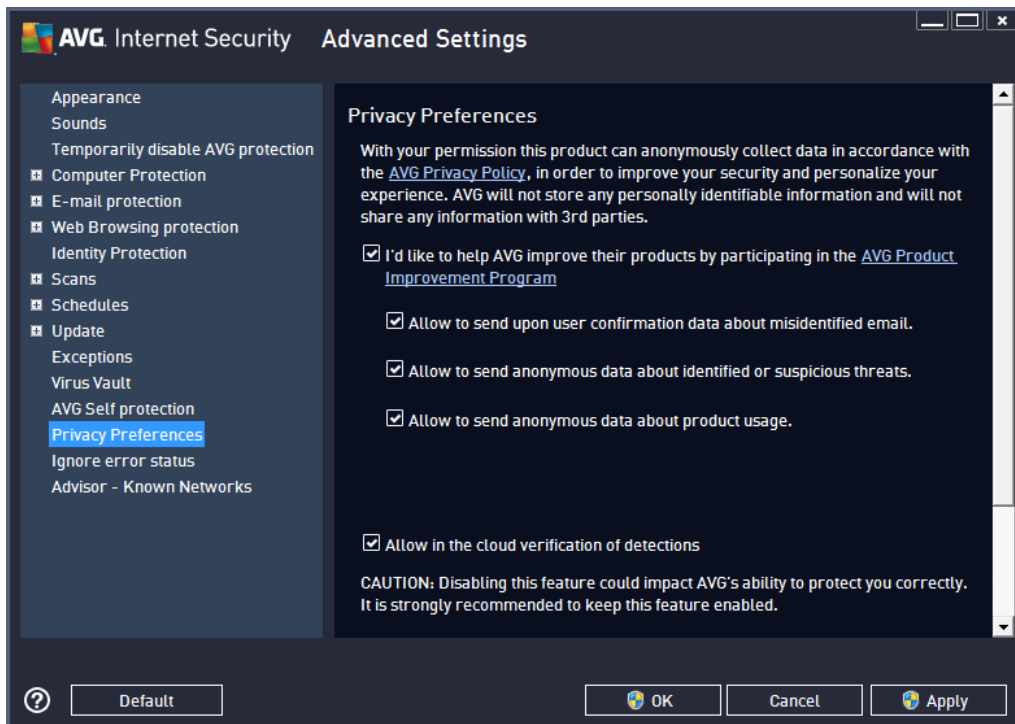 AVG. Internet Security Advanced Settings
Appearance
Sounds
Temporarily disable AVG protection
Computer Protection
E-mail protection
Web Browsing protection
Identity Protection
Scans
Schedules
Update
Exceptions
Virus Vault
AVG Self protection
Privacy Preferences
Ignore error status
Advisor - Known Networks
Privacy Preferences
With your permission this product can anonymously collect data in accordance with
the AVG Privacy Policy, in order to improve your security and personalize your
experience. AVG will not store any personally identifiable information and will not
share any information with 3rd parties.
I'd like to help AVG improve their products by participating in the AVG Product
Improvement Program
Allow to send upon user confirmation data about misidentified email.
Allow to send anonymous data about identified or suspicious threats.
Allow to send anonymous data about product usage.
Allow in the cloud verification of detections
CAUTION: Disabling this feature could impact AVG's ability to protect you correctly.
It is strongly recommended to keep this feature enabled.
Default
OK
Cancel
Apply